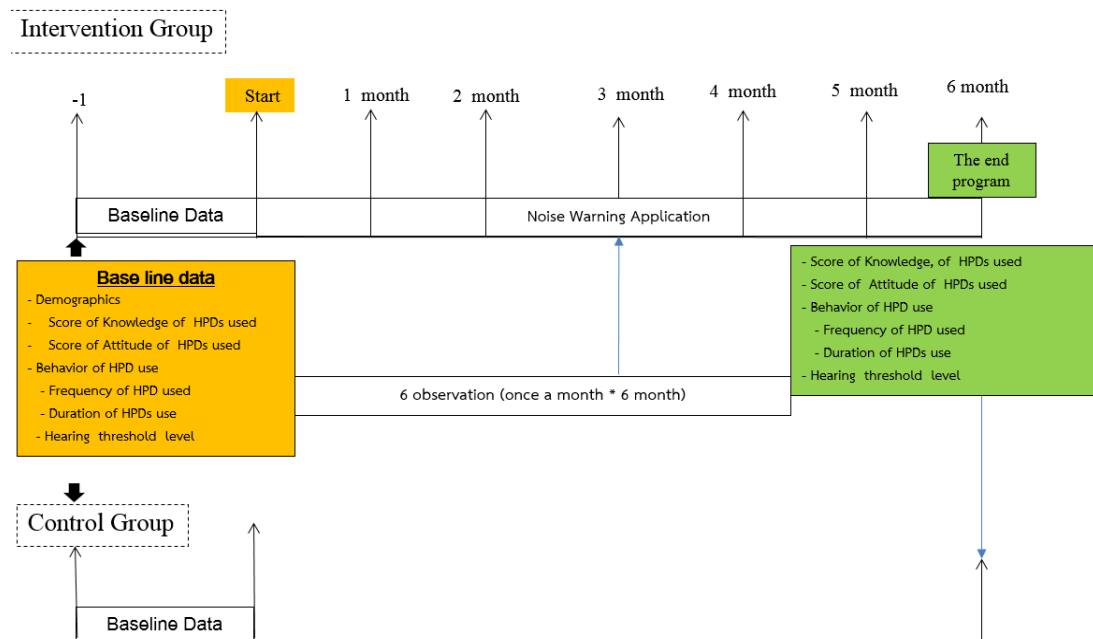 Intervention Group
-1
Start
1 month
2 month
3 month
4 month
5 month
6 month
The end
program
Baseline Data
Noise Warning Application
Base line data
- Demographics
- Score of Knowledge of HPDs used
- Score of Attitude of HPDs used
- Behavior of HPD use
- Frequency of HPD used
- Duration of HPDs use
- Hearing threshold level
- Score of Knowledge, of HPDs used
- Score of Attitude of HPDs used
- Behavior of HPD use
- Frequency of HPD used
- Duration of HPDs use
- Hearing threshold level
6 observation (once a month * 6 month)
Control Group
Baseline Data